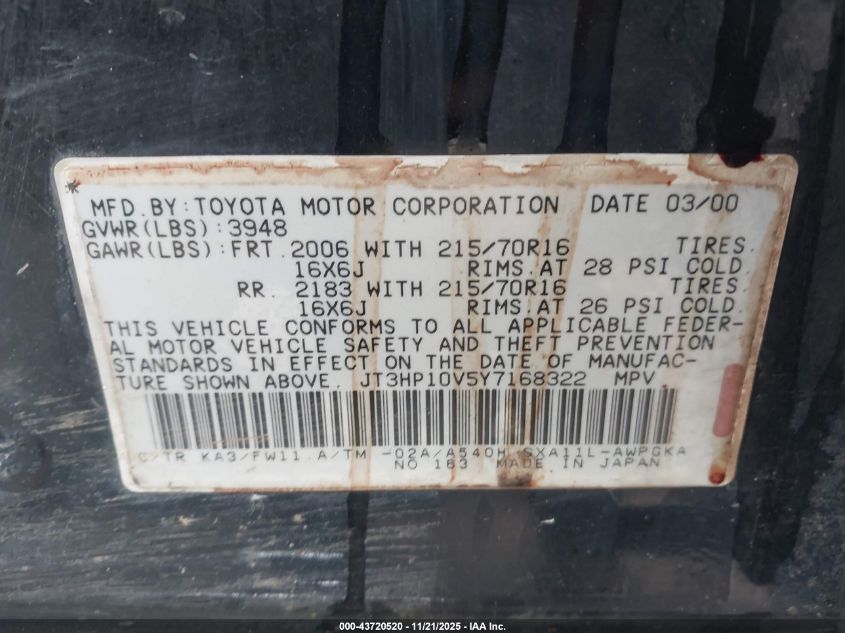 MFD. BY: TOYOTA MOTOR CORPORATION DATE 03/00
GVWR(LBS): 3948
GAWR(LBS): FRT. 2006 WITH 215/70R16 TIRES.
16X6J RIMS. AT 28 PSI COLD.
RR. 2183 WITH 215/70R16 TIRES.
16X6J RIMS. AT 26 PSI COLD.
THIS VEHICLE CONFORMS TO ALL APPLICABLE FEDER-
AL MOTOR VEHICLE SAFETY AND THEFT PREVENTION
STANDARDS IN EFFECT ON THE DATE OF MANUFAC-
TURE SHOWN ABOVE. JT3HP10V5Y7168322 MPV
C/TR KA3/FW11.A/TM -02A/A540H SXA11L-AWPGKA
NO 163 MADE IN JAPAN
000-43720520 - 11/21/2025 - IAA Inc.